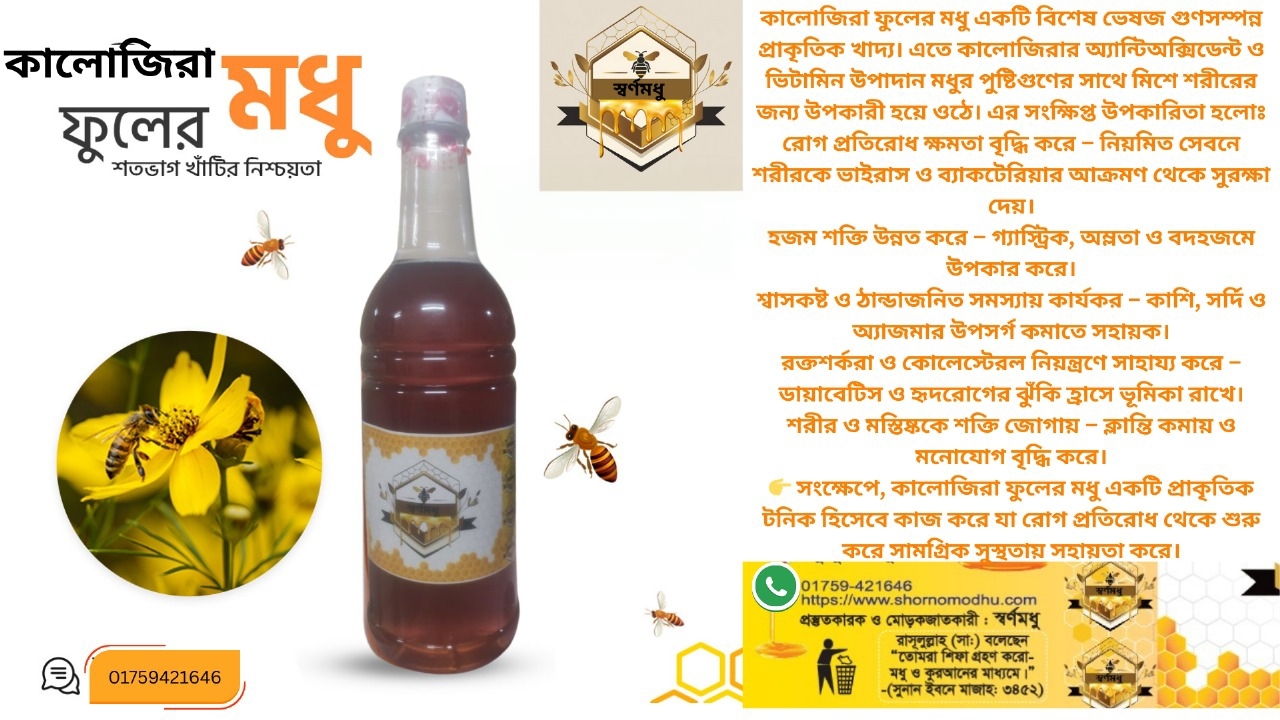 কালোজিরা
মধু
ফুলের
শতভাগ খাঁটির নিশ্চয়তা
01759421646
স্বর্ণমধু
কালোজিরা ফুলের মধু একটি বিশেষ ভেষজ গুণসম্পন্ন
প্রাকৃতিক খাদ্য। এতে কালোজিরার অ্যান্টিঅক্সিডেন্ট ও
ভিটামিন উপাদান মধুর পুষ্টিগুণের সাথে মিশে শরীরের
জন্য উপকারী হয়ে ওঠে। এর সংক্ষিপ্ত উপকারিতা হলোঃ
রোগ প্রতিরোধ ক্ষমতা বৃদ্ধি করে – নিয়মিত সেবনে
শরীরকে ভাইরাস ও ব্যাকটেরিয়ার আক্রমণ থেকে সুরক্ষা
দেয়।
হজম শক্তি উন্নত করে – গ্যাস্ট্রিক, অম্লতা ও বদহজমে
উপকার করে।
শ্বাসকষ্ট ও ঠান্ডাজনিত সমস্যায় কার্যকর – কাশি, সর্দি ও
অ্যাজমার উপসর্গ কমাতে সহায়ক।
রক্তশর্করা ও কোলেস্টেরল নিয়ন্ত্রণে সাহায্য করে –
ডায়াবেটিস ও হৃদরোগের ঝুঁকি হ্রাসে ভূমিকা রাখে।
শরীর ও মস্তিষ্ককে শক্তি জোগায় – ক্লান্তি কমায় ও
মনোযোগ বৃদ্ধি করে।
👉 সংক্ষেপে, কালোজিরা ফুলের মধু একটি প্রাকৃতিক
টনিক হিসেবে কাজ করে যা রোগ প্রতিরোধ থেকে শুরু
করে সামগ্রিক সুস্থতায় সহায়তা করে।
01759-421646
https://www.shornomodhu.com
প্রস্তুতকারক ও মোড়কজাতকারী : স্বর্ণমধু
রাসূলুল্লাহ (সা:) বলেছেন
“তোমরা শিফা গ্রহণ করো-
মধু ও কুরআনের মাধ্যমে।”
-(সুনান ইবনে মাজাহ: ৩৪৫২)
স্বর্ণমধু
স্বর্ণমধু